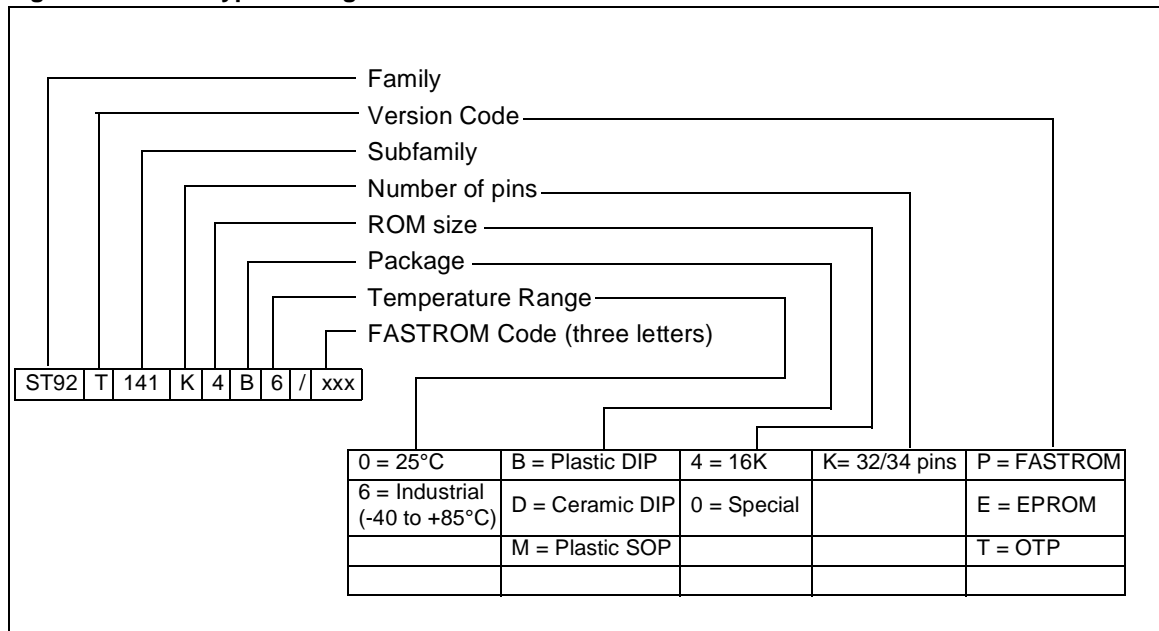 Family
Version Code
Subfamily
Number of pins
ROM size
Package
Temperature Range
FASTROM Code (three letters)
ST92 T 141 K 4 B 6 / xxx
0 = 25°C B = Plastic DIP 4 = 16K K= 32/34 pins P = FASTROM
6 = Industrial
(-40 to +85°C) D = Ceramic DIP 0 = Special E = EPROM
M = Plastic SOP T = OTP